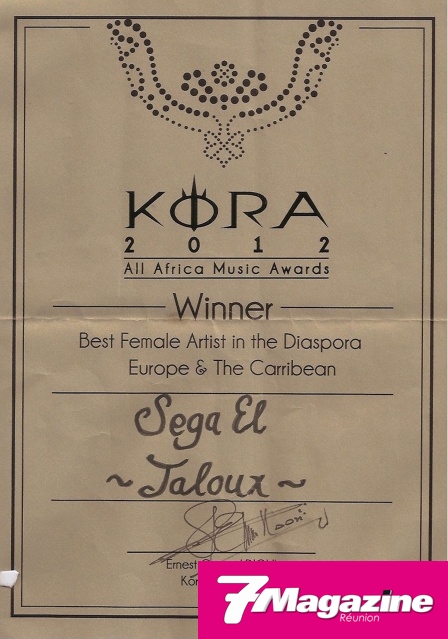 KORA
2012
All Africa Music Awards
Winner
Best Female Artist in the Diaspora
Europe & The Carribean
Sega El
~ Jaloux ~
Ernest
7Magazine
Réunion